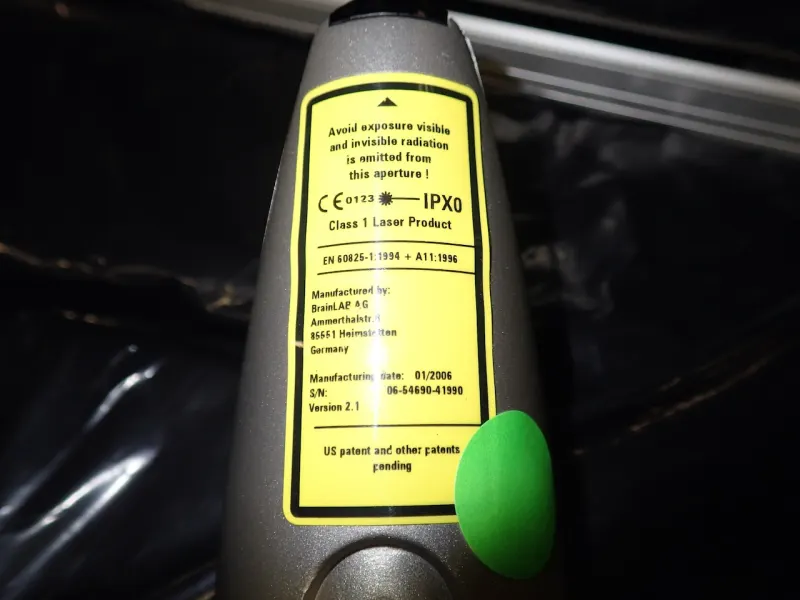 Avoid exposure visible
and invisible radiation
is emitted from
this aperture !
CE 0123 IPX0
Class 1 Laser Product
EN 60825-1:1994 + A11:1996
Manufactured by:
BrainLAB AG
85551 Heimstetten
Germany
Manufacturing date: 01/2006
S/N: 06-54690-41990
Version 2.1
US patent and other patents
pending